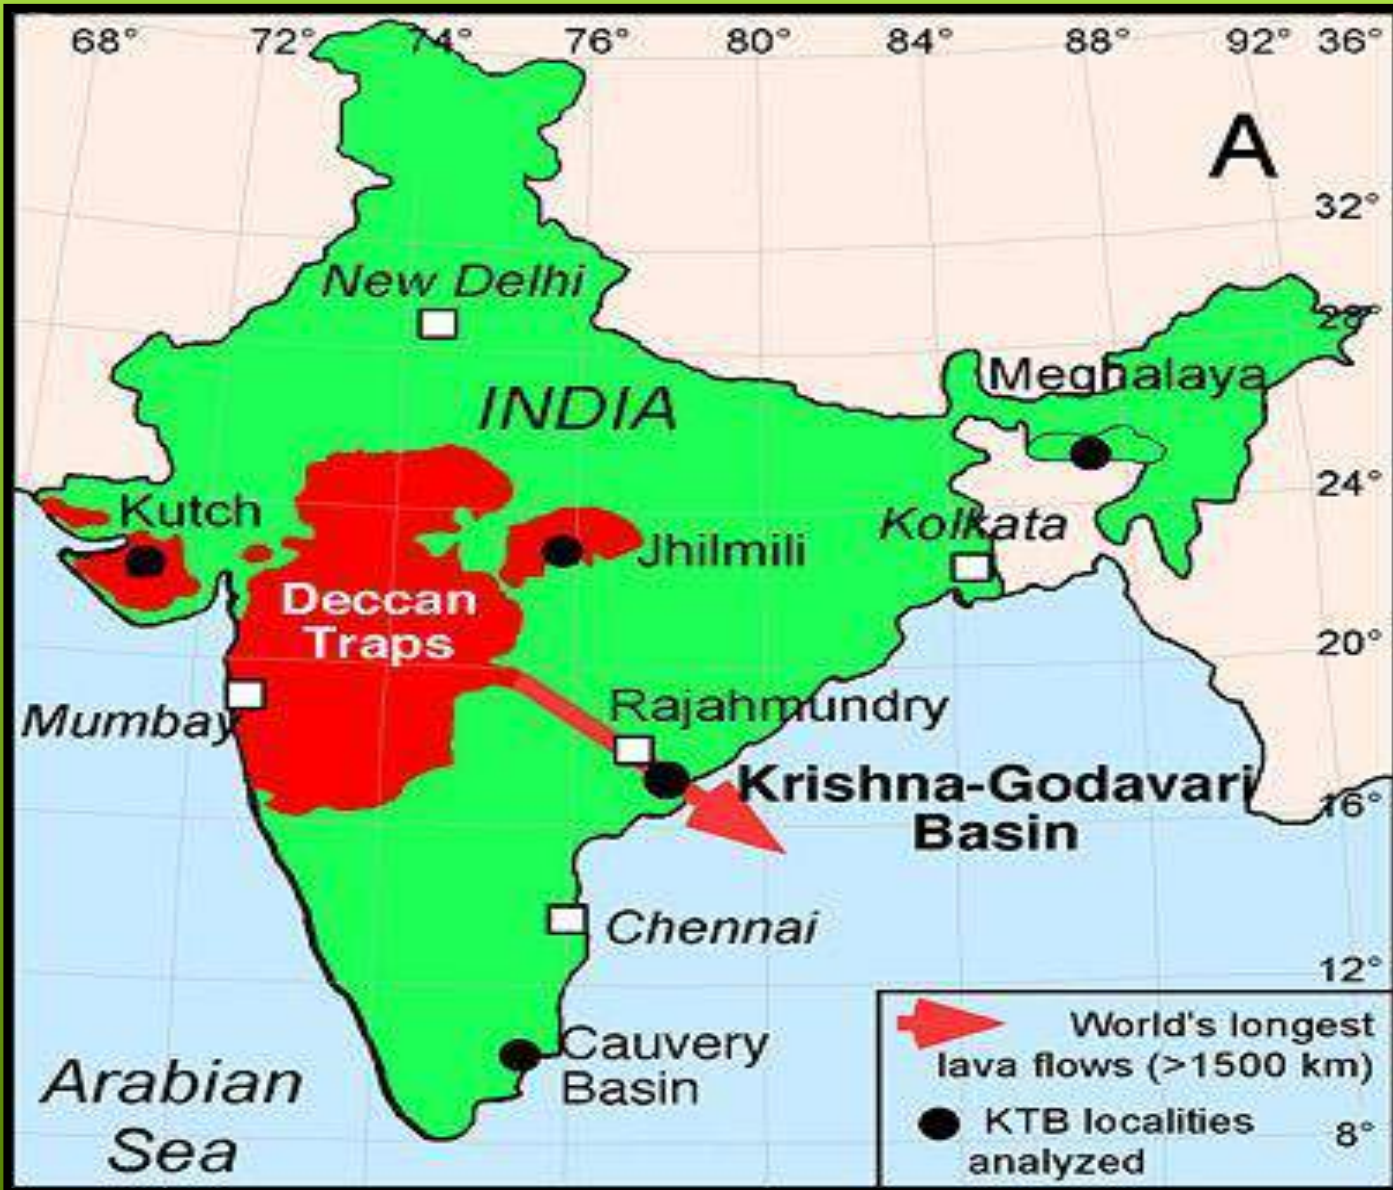 68° 72° 74° 76° 80° 84° 88° 92° 36°
A
32°
New Delhi
28°
Meghalaya
INDIA
24°
Kutch
Kolkata
Jhilmili
Deccan
Traps
20°
Rajahmundry
Mumbay
Krishna-Godavari
Basin
16°
Chennai
12°
World's longest
lava flows (>1500 km)
Cauvery
Basin
Arabian
Sea
KTB localities
analyzed
8°